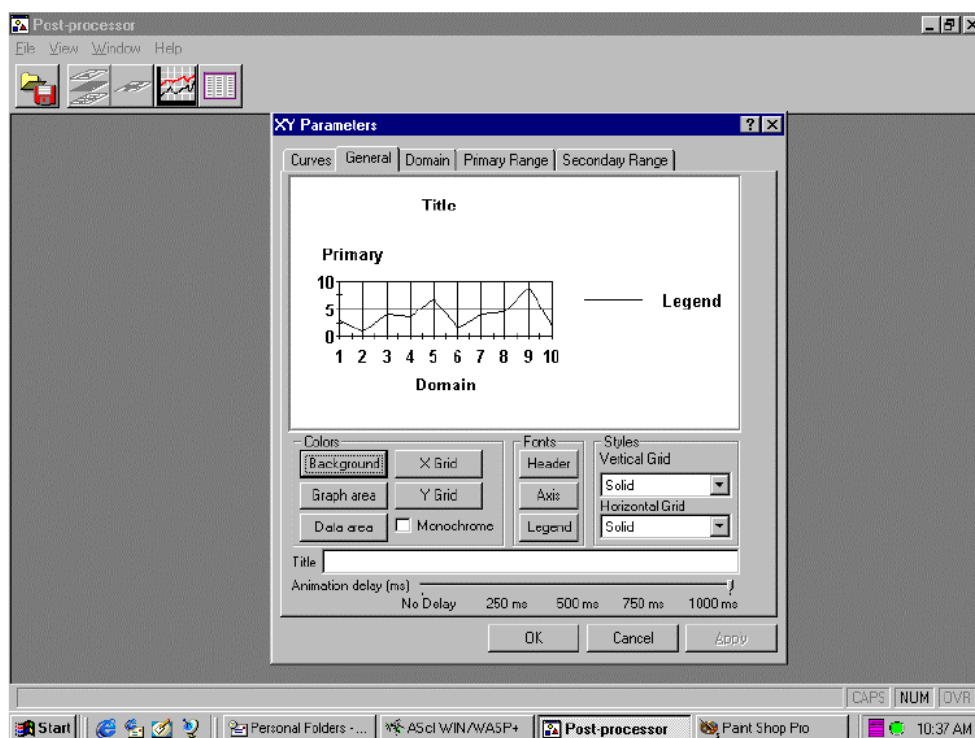 Post-processor
File View Window Help
XY Parameters
Curves General Domain Primary Range Secondary Range
Title
Primary
10
5
0
Legend
1 2 3 4 5 6 7 8 9 10
Domain
Colors
Background X Grid
Graph area Y Grid
Data area Monochrome
Fonts
Header
Axis
Legend
Styles
Vertical Grid
Solid
Horizontal Grid
Solid
Title
Animation delay (ms)
No Delay 250 ms 500 ms 750 ms 1000 ms
OK Cancel Apply
CAPS NUM OVR
Start Personal Folders - ... AScI WIN/WASP+ Post-processor Paint Shop Pro 10:37 AM